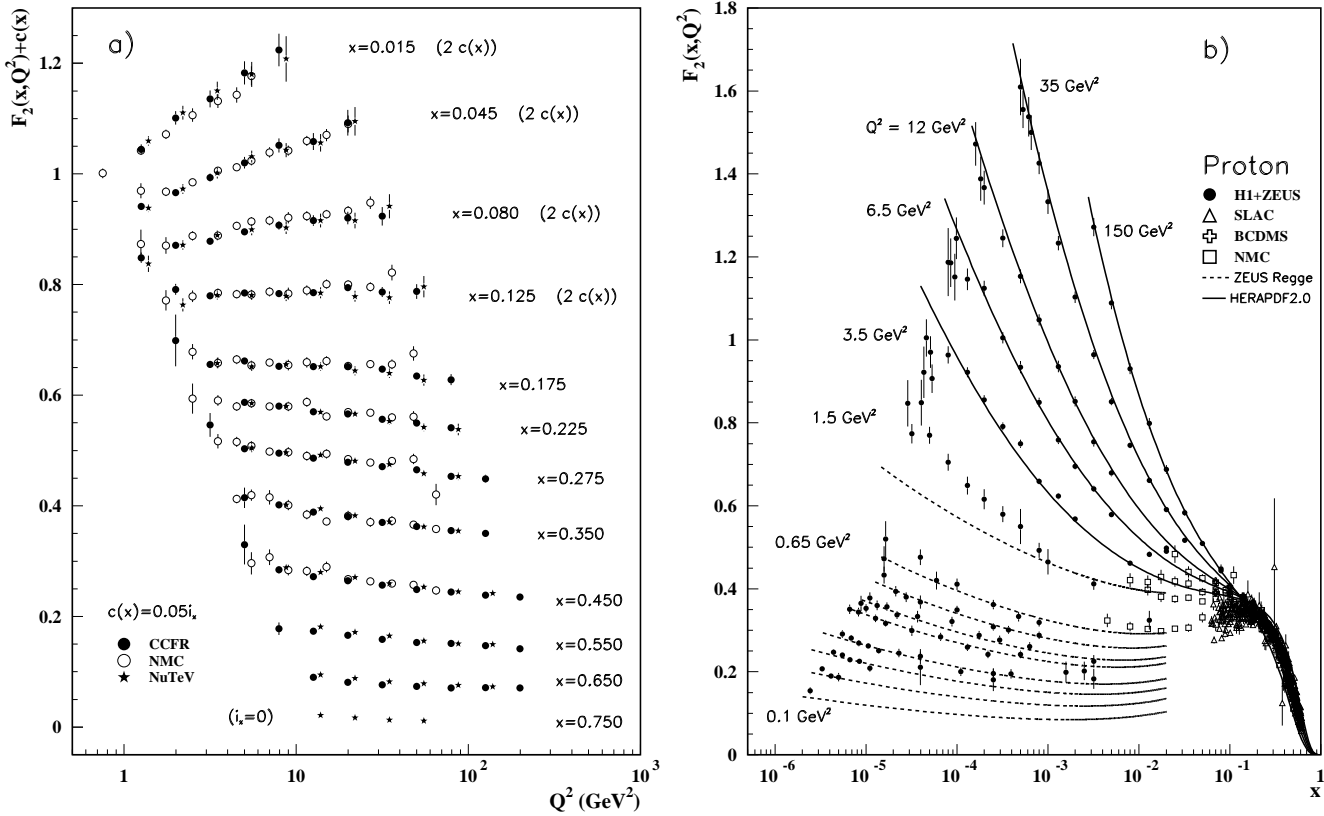 F₂(x,Q²)+c(x)
a)
1.2
1
0.8
0.6
0.4
0.2
0
x=0.015 (2 c(x))
x=0.045 (2 c(x))
x=0.080 (2 c(x))
x=0.125 (2 c(x))
x=0.175
x=0.225
x=0.275
x=0.350
x=0.450
x=0.550
x=0.650
x=0.750
c(x)=0.05iₓ
CCFR
NMC
NuTeV
(iₓ=0)
1
10
10²
10³
Q² (GeV²)
F₂(x,Q²)
b)
1.8
1.6
1.4
1.2
1
0.8
0.6
0.4
0.2
0
35 GeV²
Q² = 12 GeV²
6.5 GeV²
150 GeV²
3.5 GeV²
1.5 GeV²
0.65 GeV²
0.1 GeV²
Proton
H1+ZEUS
SLAC
BCDMS
NMC
ZEUS Regge
HERAPDF2.0
10⁻⁶
10⁻⁵
10⁻⁴
10⁻³
10⁻²
10⁻¹
1
x